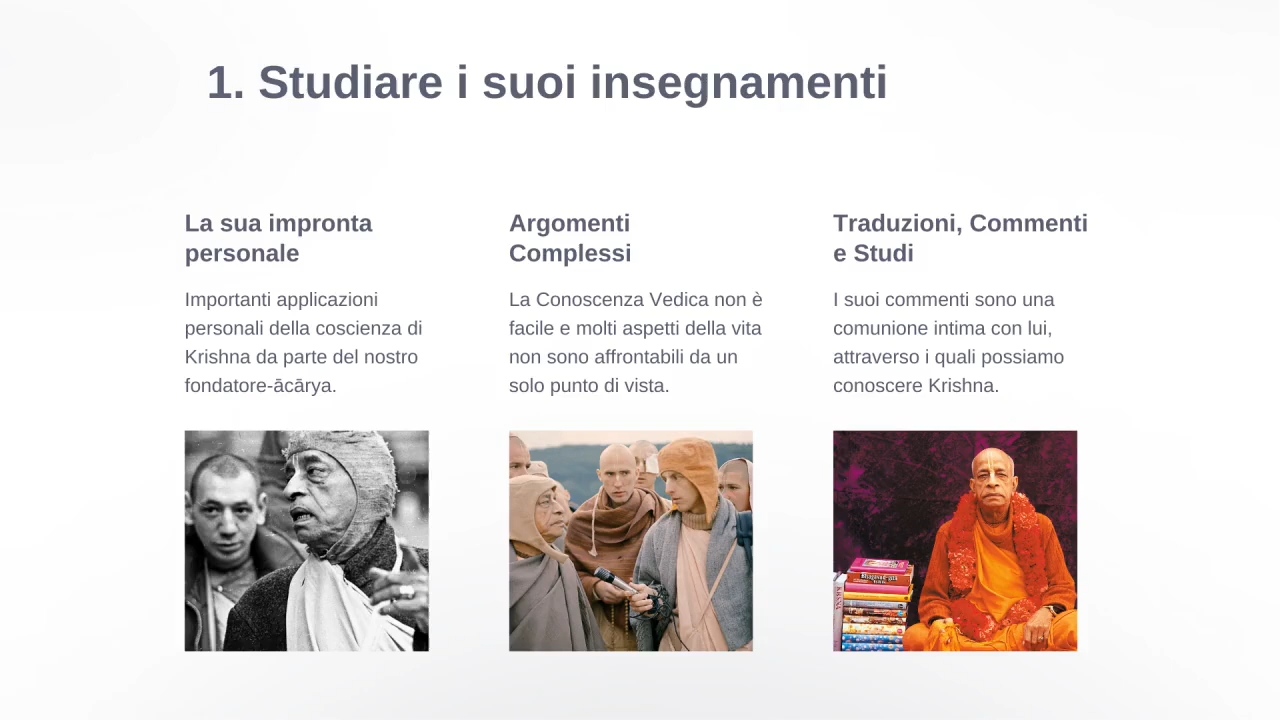 1. Studiare i suoi insegnamenti
La sua impronta
personale
Importanti applicazioni
personali della coscienza di
Krishna da parte del nostro
fondatore-ācārya.
Argomenti
Complessi
La Conoscenza Vedica non è
facile e molti aspetti della vita
non sono affrontabili da un
solo punto di vista.
Traduzioni, Commenti
e Studi
I suoi commenti sono una
comunione intima con lui,
attraverso i quali possiamo
conoscere Krishna.
Bhagavad-gītā